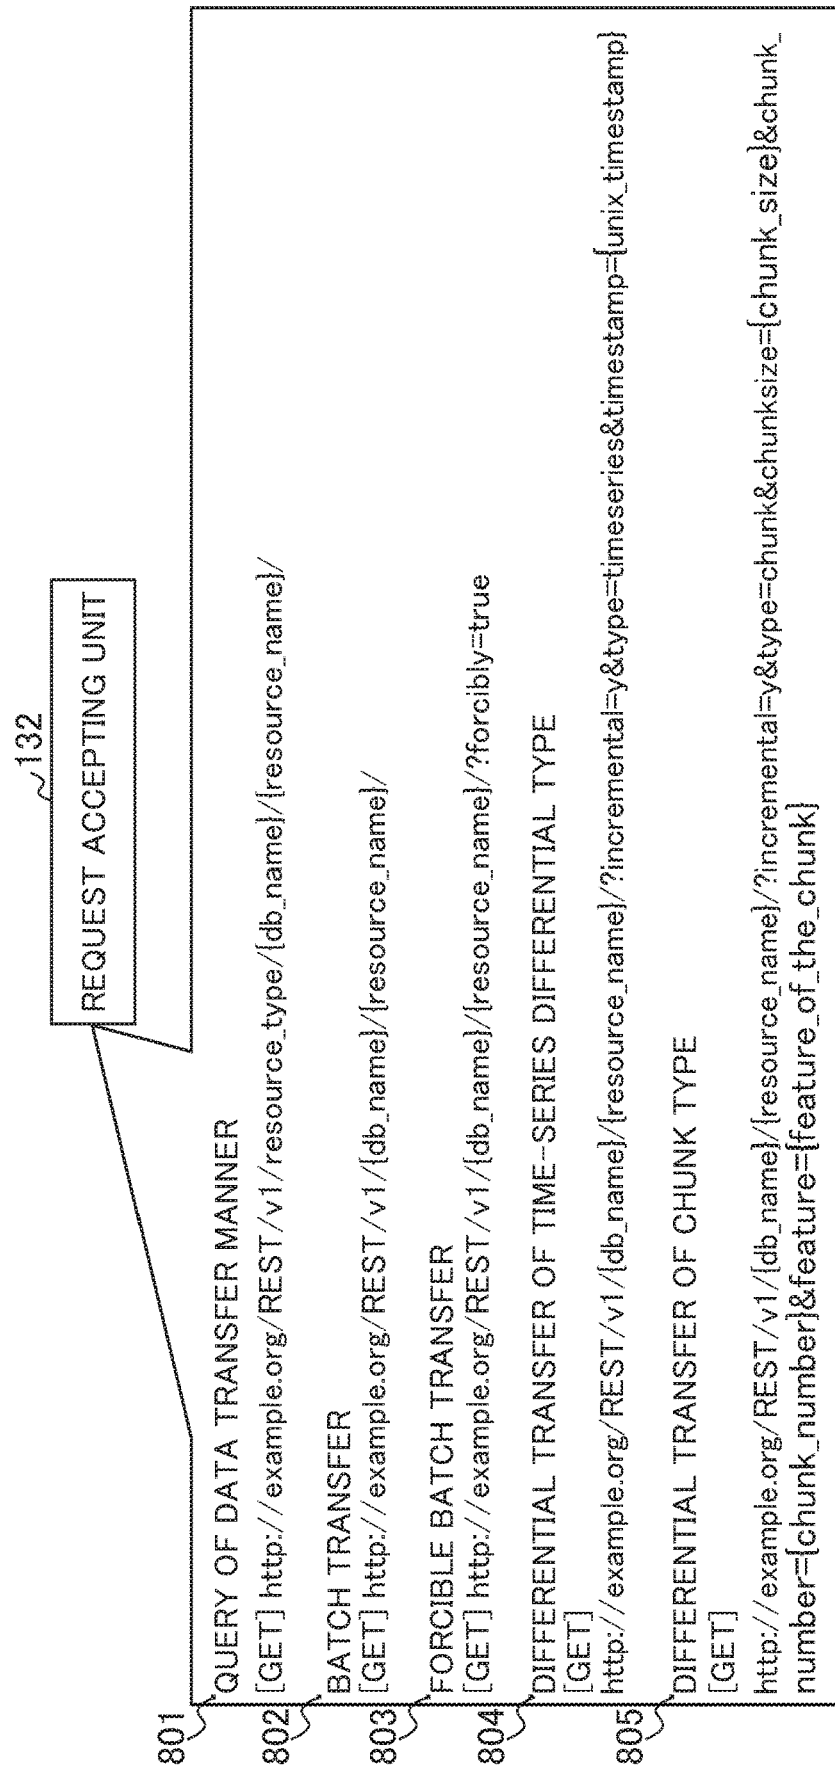 132
REQUEST ACCEPTING UNIT
801
QUERY OF DATA TRANSFER MANNER
[GET] http://example.org/REST/v1/resource_type/{db_name}/{resource_name}/
802
BATCH TRANSFER
[GET] http://example.org/REST/v1/{db_name}/{resource_name}/
803
FORCIBLE BATCH TRANSFER
[GET] http://example.org/REST/v1/{db_name}/{resource_name}/?forcibly=true
804
DIFFERENTIAL TRANSFER OF TIME-SERIES DIFFERENTIAL TYPE
[GET]
http://example.org/REST/v1/{db_name}/{resource_name}/?incremental=y&type=timeseries&timestamp={unix_timestamp}
805
DIFFERENTIAL TRANSFER OF CHUNK TYPE
[GET]
http://example.org/REST/v1/{db_name}/{resource_name}/?incremental=y&type=chunk&chunksize={chunk_size}&chunk_
number={chunk_number}&feature={feature_of_the_chunk}